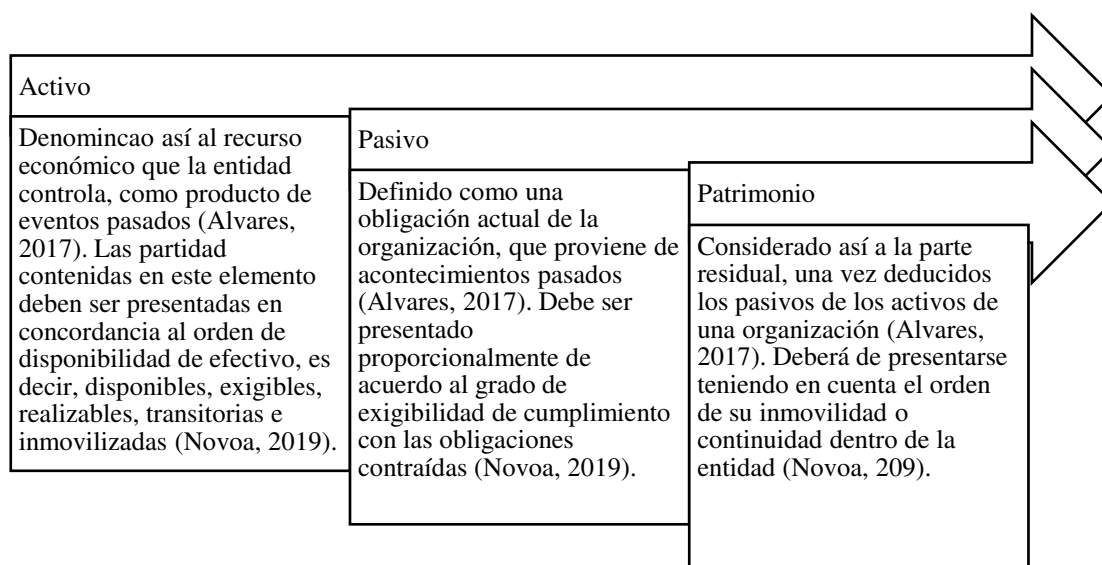 Activo
Denomincao así al recurso
económico que la entidad
controla, como producto de
eventos pasados (Alvares,
2017). Las partidad
contenidas en este elemento
deben ser presentadas en
concordancia al orden de
disponibilidad de efectivo, es
decir, disponibles, exigibles,
realizables, transitorias e
inmovilizadas (Novoa, 2019).
Pasivo
Definido como una
obligación actual de la
organización, que proviene de
acontecimientos pasados
(Alvares, 2017). Debe ser
presentado
proporcionalmente de
acuerdo al grado de
exigibilidad de cumplimiento
con las obligaciones
contraídas (Novoa, 2019).
Patrimonio
Considerado así a la parte
residual, una vez deducidos
los pasivos de los activos de
una organización (Alvares,
2017). Deberá de presentarse
teniendo en cuenta el orden
de su inmovilidad o
continuidad dentro de la
entidad (Novoa, 209).